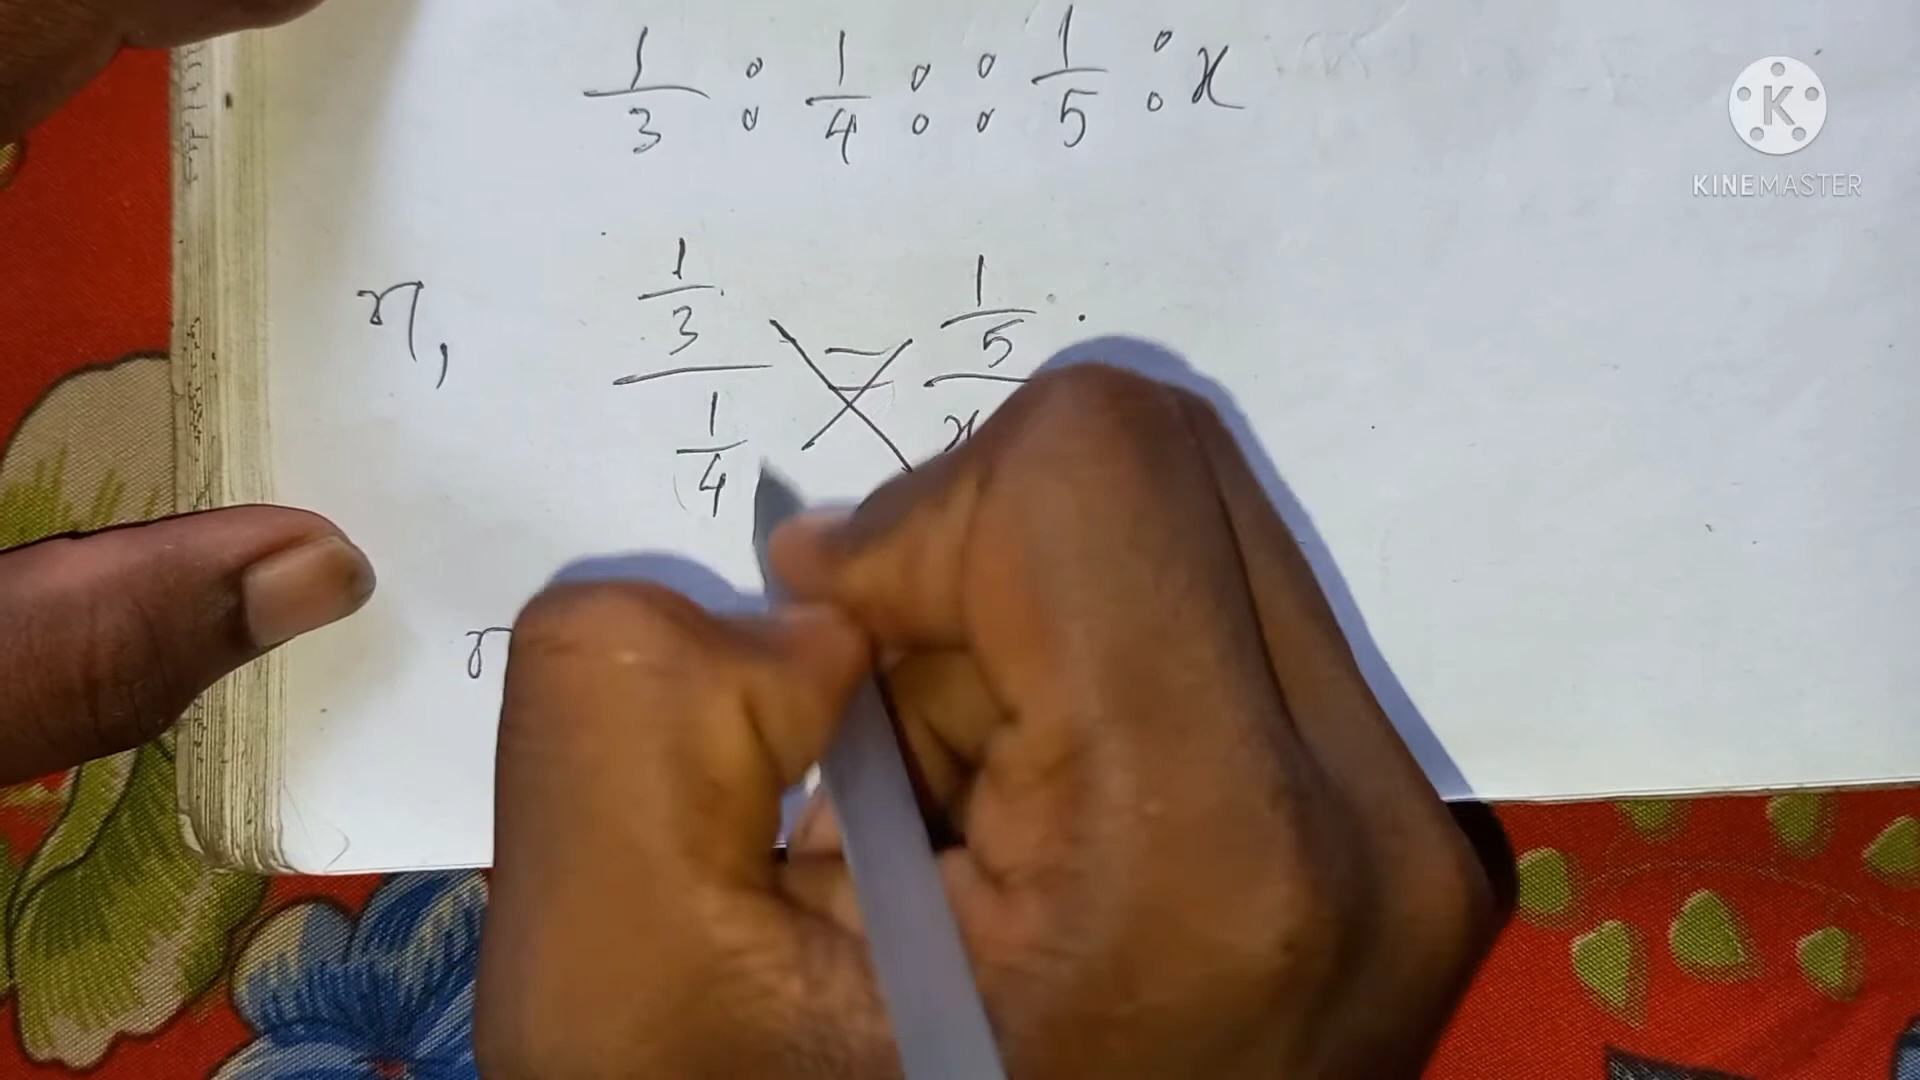 1/3 : 1/4 :: 1/5 : x
KINEMASTER
বা, 1/3 / 1/4 = 1/5 / x